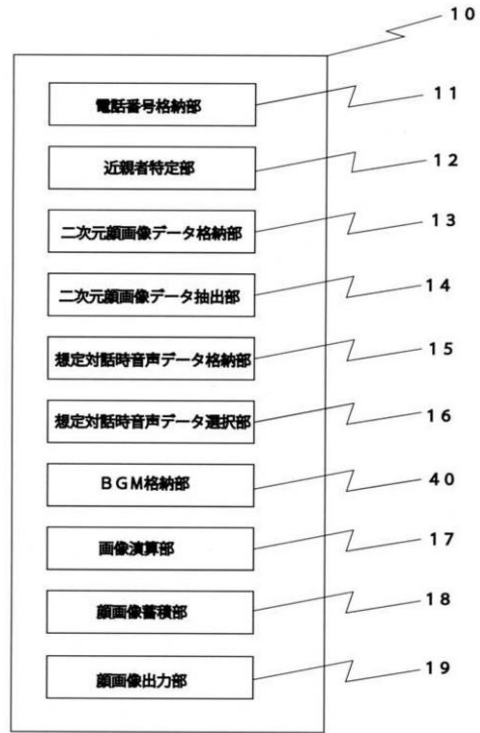 10
電話番号格納部 11
近親者特定部 12
二次元顔画像データ格納部 13
二次元顔画像データ抽出部 14
想定対話時音声データ格納部 15
想定対話時音声データ選択部 16
BGM格納部 40
画像演算部 17
顔画像蓄積部 18
顔画像出力部 19